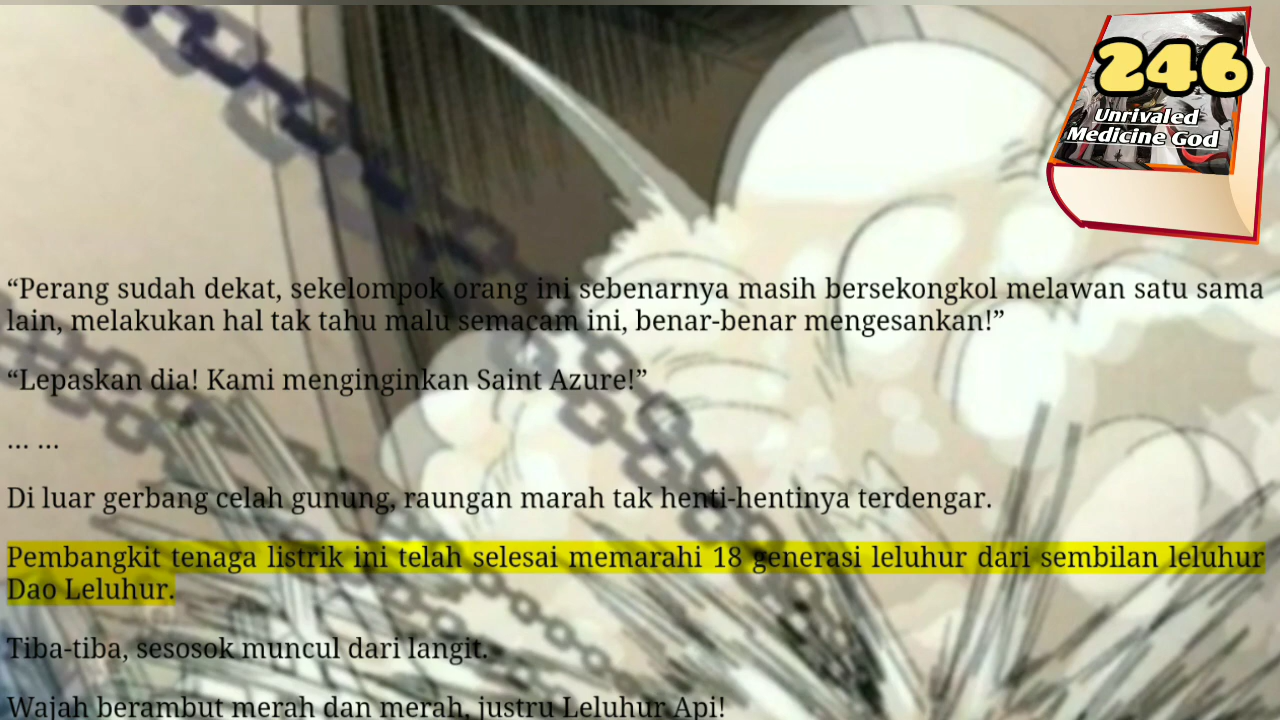 246
Unrivaled
Medicine God
“Perang sudah dekat, sekelompok orang ini sebenarnya masih bersekongkol melawan satu sama
lain, melakukan hal tak tahu malu semacam ini, benar-benar mengesankan!”
“Lepaskan dia! Kami menginginkan Saint Azure!”
… …
Di luar gerbang celah gunung, raungan marah tak henti-hentinya terdengar.
Pembangkit tenaga listrik ini telah selesai memarahi 18 generasi leluhur dari sembilan leluhur
Dao Leluhur.
Tiba-tiba, sesosok muncul dari langit.
Wajah berambut merah dan merah, justru Leluhur Api!